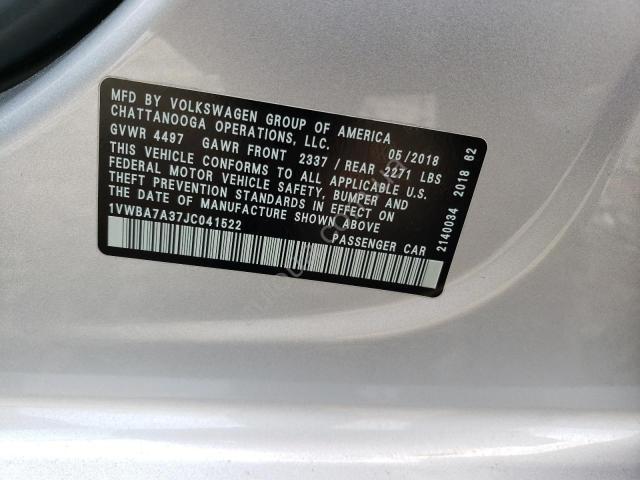 MFD BY VOLKSWAGEN GROUP OF AMERICA
CHATTANOOGA OPERATIONS, LLC. 05/2018
GVWR 4497 GAWR FRONT 2337 / REAR 2271 LBS
THIS VEHICLE CONFORMS TO ALL APPLICABLE U.S.
FEDERAL MOTOR VEHICLE SAFETY, BUMPER AND
THEFT PREVENTION STANDARDS IN EFFECT ON
THE DATE OF MANUFACTURE SHOWN ABOVE
1VWBA7A37JC041522 PASSENGER CAR
2140034 2018 62